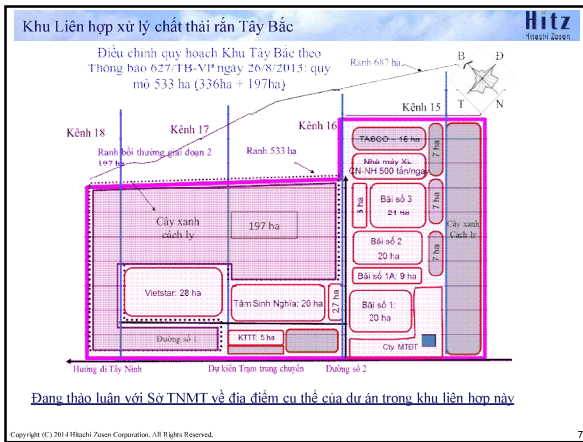 Khu Liên hợp xử lý chất thải rắn Tây Bắc
Hitz
Hitachi Zosen
Điều chỉnh quy hoạch Khu Tây Bắc theo
Thông báo 627/TB-VP ngày 26/8/2013: quy
mô 533 ha (336ha + 197ha)
Ranh 687 ha
B
Đ
T
N
Kênh 15
Kênh 16
Kênh 17
Kênh 18
Ranh bồi thường giai đoạn 2
197 ha
Ranh 533 ha
TASCO – 16 ha
7 ha
Nhà máy XL
CN-NH 500 tấn/ngày
Bãi số 3
21 ha
7 ha
Cây xanh
cách ly
197 ha
Cây xanh
Cách ly
Bãi số 2
20 ha
7 ha
Bãi số 1A: 9 ha
Vietstar: 28 ha
Tâm Sinh Nghĩa: 20 ha
2,7 ha
Bãi số 1:
20 ha
Đường số 1
KTTT: 5 ha
Cty MTĐT
Hướng đi Tây Ninh
Dự kiến Trạm trung chuyển
Đường số 2
Đang thảo luận với Sở TNMT về địa điểm cụ thể của dự án trong khu liên hợp này
Copyright (C) 2014 Hitachi Zosen Corporation. All Rights Reserved.
7